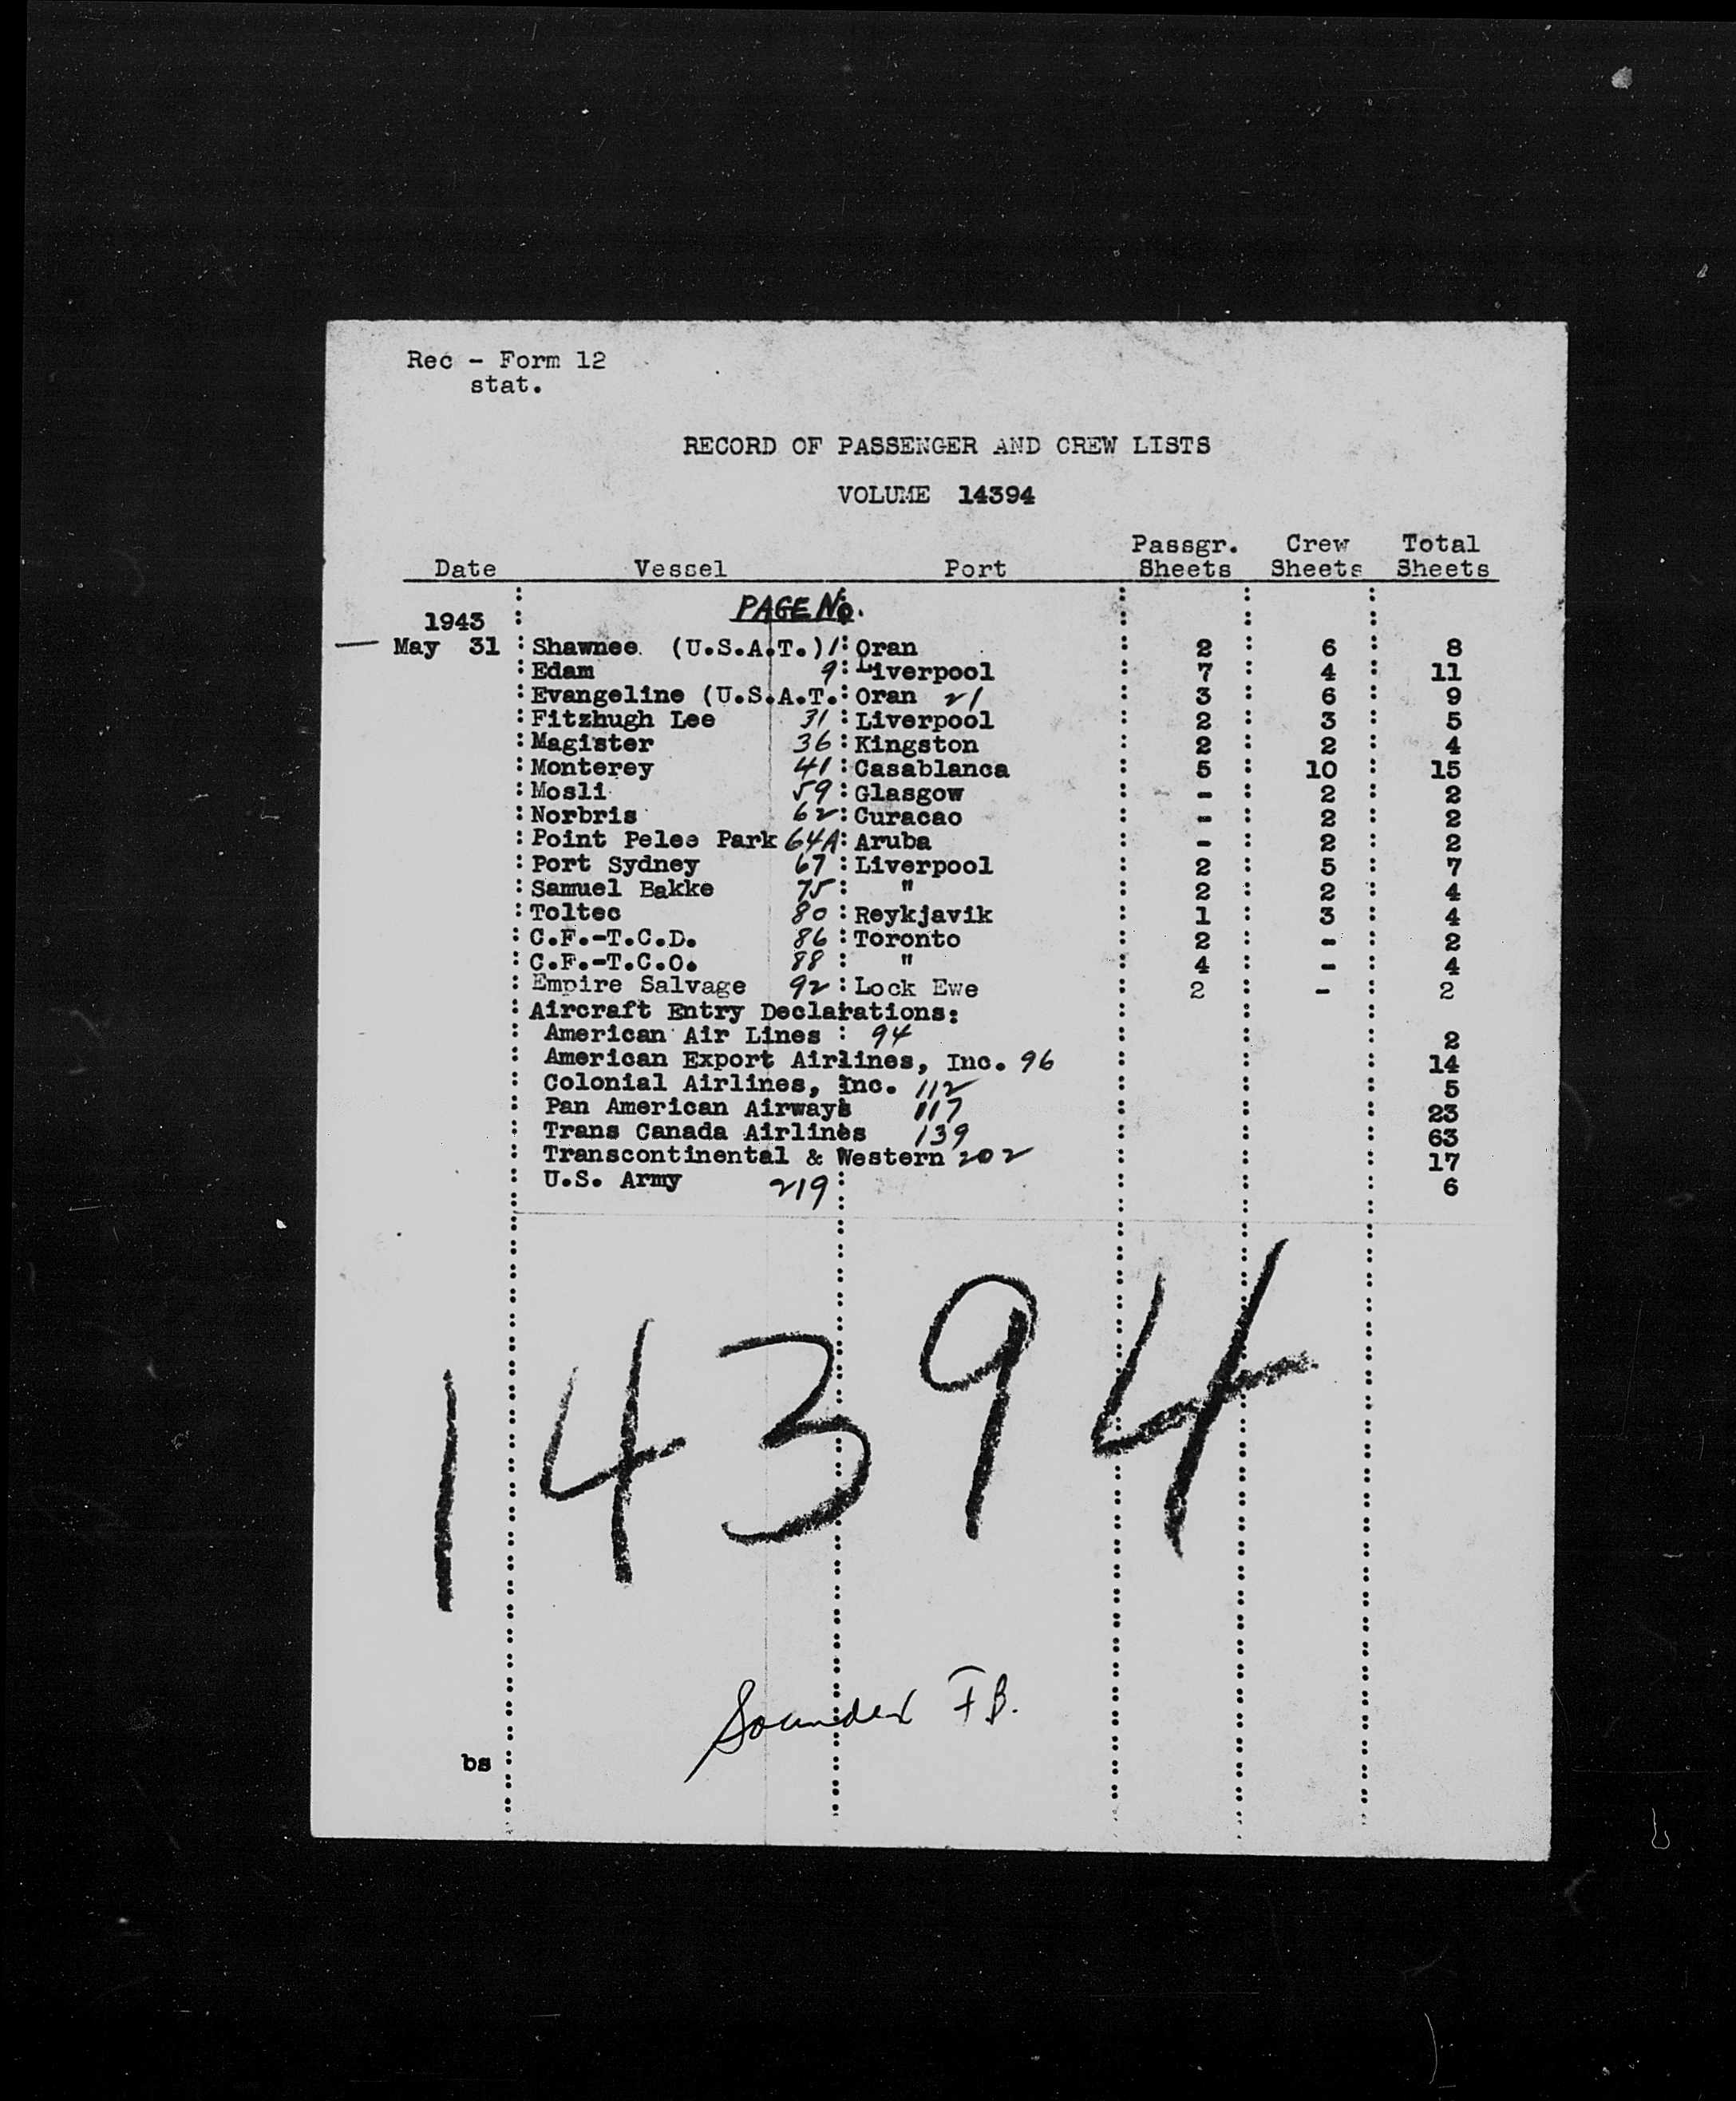 Rec - Form 12
stat.
RECORD OF PASSENGER AND CREW LISTS
VOLUME 14394
Date Vessel Port Passgr. Sheets Crew Sheets Total Sheets
PAGE No.
1943
— May 31 : Shawnee (U.S.A.T.) 1 : Oran : 2 : 6 : 8
: Edam 9 : Liverpool : 7 : 4 : 11
: Evangeline (U.S.A.T. : Oran 21 : 3 : 6 : 9
: Fitzhugh Lee 31 : Liverpool : 2 : 3 : 5
: Magister 36 : Kingston : 2 : 2 : 4
: Monterey 41 : Casablanca : 5 : 10 : 15
: Mosli 59 : Glasgow : - : 2 : 2
: Norbris 62 : Curacao : - : 2 : 2
: Point Pelee Park 64A : Aruba : - : 2 : 2
: Port Sydney 67 : Liverpool : 2 : 5 : 7
: Samuel Bakke 75 : " : 2 : 2 : 4
: Toltec 80 : Reykjavik : 1 : 3 : 4
: C.F.-T.C.D. 86 : Toronto : 2 : - : 2
: C.F.-T.C.O. 88 : " : 4 : - : 4
: Empire Salvage 92 : Lock Ewe : 2 : - : 2
: Aircraft Entry Declarations:
: American Air Lines : 94 : : : 2
: American Export Airlines, Inc. 96 : : : 14
: Colonial Airlines, Inc. 112 : : : 5
: Pan American Airways 117 : : : 23
: Trans Canada Airlines 139 : : : 63
: Transcontinental & Western 202 : : : 17
: U.S. Army 219 : : : : 6
14394
FB.
bs